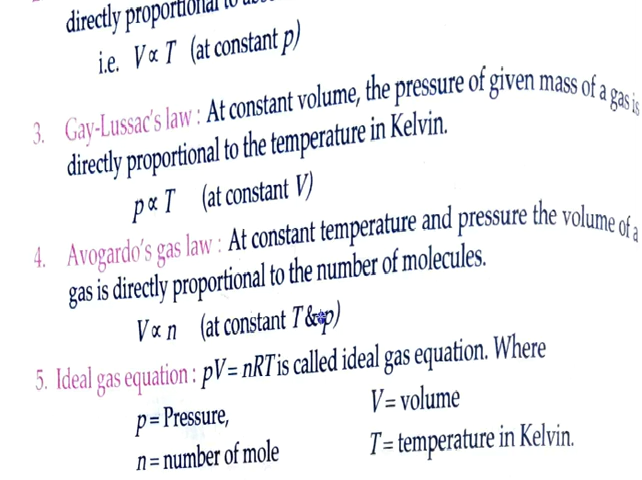 directly proportional to
i.e. V ∝ T (at constant p)
3. Gay-Lussac's law : At constant volume, the pressure of given mass of a gas is
directly proportional to the temperature in Kelvin.
p ∝ T (at constant V)
4. Avogardo's gas law : At constant temperature and pressure the volume of a
gas is directly proportional to the number of molecules.
V ∝ n (at constant T & p)
5. Ideal gas equation : pV = nRT is called ideal gas equation. Where
p = Pressure, V = volume
n = number of mole T = temperature in Kelvin.